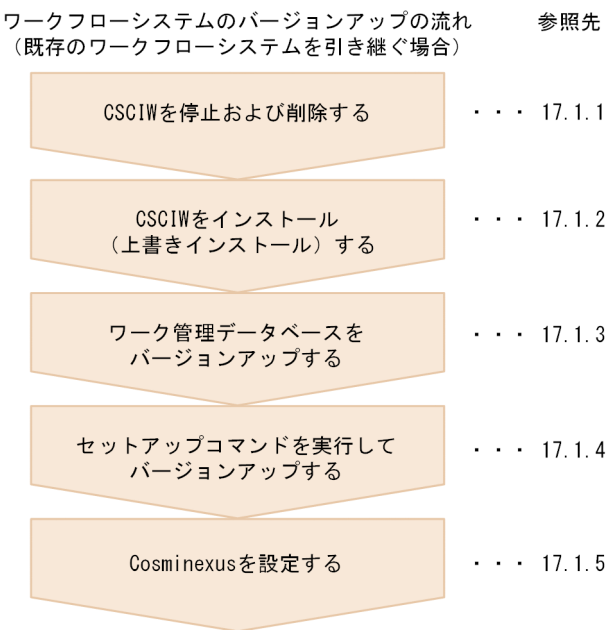 ワークフローシステムのバージョンアップの流れ 参照先
（既存のワークフローシステムを引き継ぐ場合）
CSCIWを停止および削除する ・・・ 17.1.1
CSCIWをインストール ・・・ 17.1.2
（上書きインストール）する
ワーク管理データベースを ・・・ 17.1.3
バージョンアップする
セットアップコマンドを実行して ・・・ 17.1.4
バージョンアップする
Cosminexusを設定する ・・・ 17.1.5